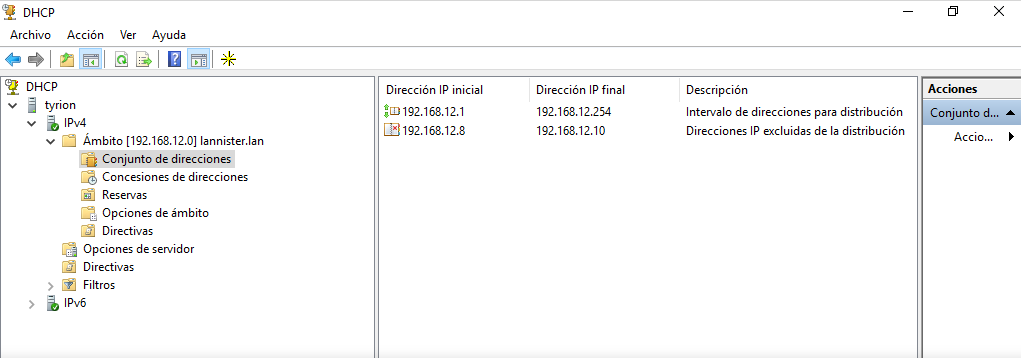 DHCP
Archivo Acción Ver Ayuda
DHCP
tyrion
IPv4
Ámbito [192.168.12.0] lannister.lan
Conjunto de direcciones
Concesiones de direcciones
Reservas
Opciones de ámbito
Directivas
Opciones de servidor
Directivas
Filtros
IPv6
Dirección IP inicial Dirección IP final Descripción
192.168.12.1 192.168.12.254 Intervalo de direcciones para distribución
192.168.12.8 192.168.12.10 Direcciones IP excluidas de la distribución
Acciones
Conjunto d...
Accio...